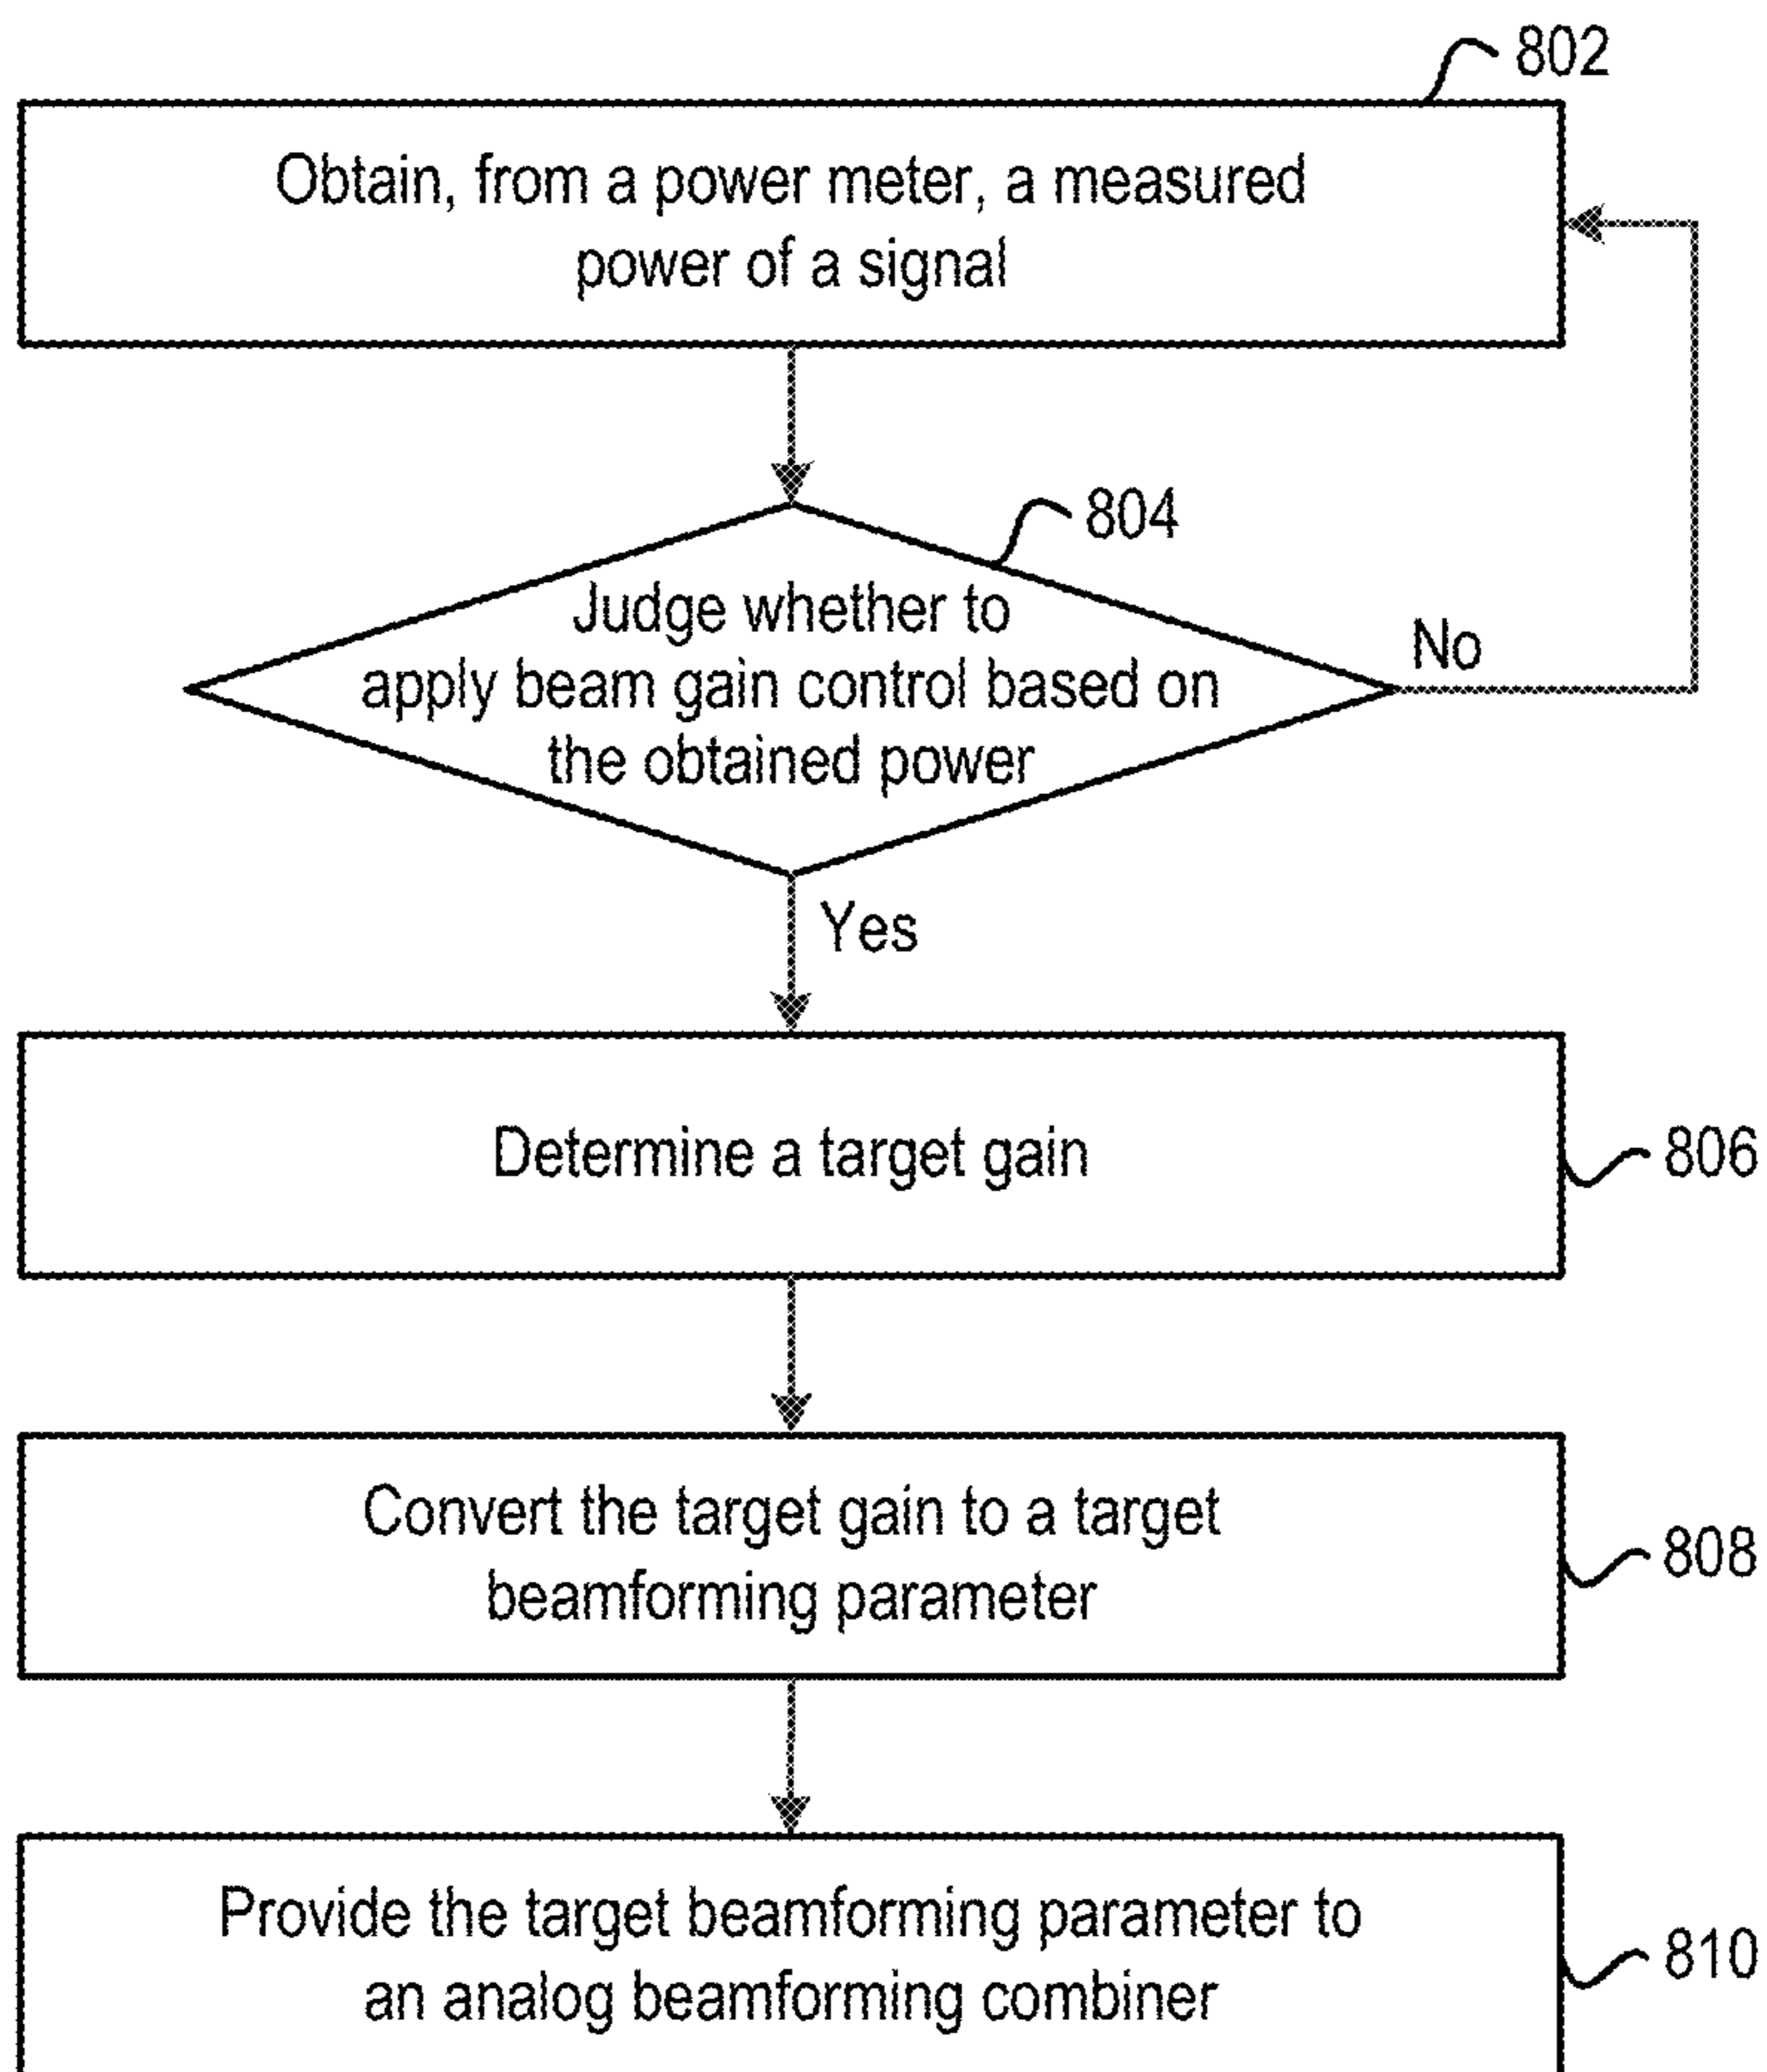 802
Obtain, from a power meter, a measured
power of a signal
804
Judge whether to
apply beam gain control based on
the obtained power
No
Yes
Determine a target gain
806
Convert the target gain to a target
beamforming parameter
808
Provide the target beamforming parameter to
an analog beamforming combiner
810